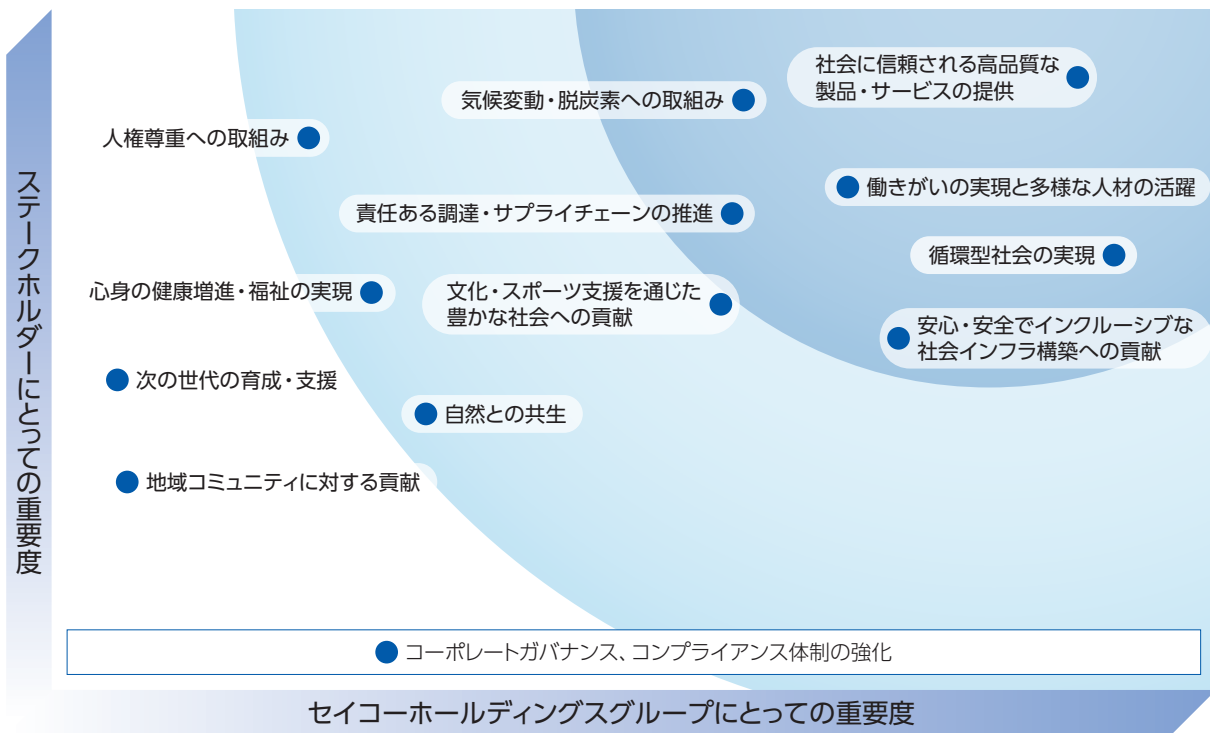 ステークホルダーにとっての重要度
社会に信頼される高品質な
製品・サービスの提供
気候変動・脱炭素への取組み
人権尊重への取組み
働きがいの実現と多様な人材の活躍
責任ある調達・サプライチェーンの推進
循環型社会の実現
心身の健康増進・福祉の実現
文化・スポーツ支援を通じた
豊かな社会への貢献
安心・安全でインクルーシブな
社会インフラ構築への貢献
次の世代の育成・支援
自然との共生
地域コミュニティに対する貢献
コーポレートガバナンス、コンプライアンス体制の強化
セイコーホールディングスグループにとっての重要度